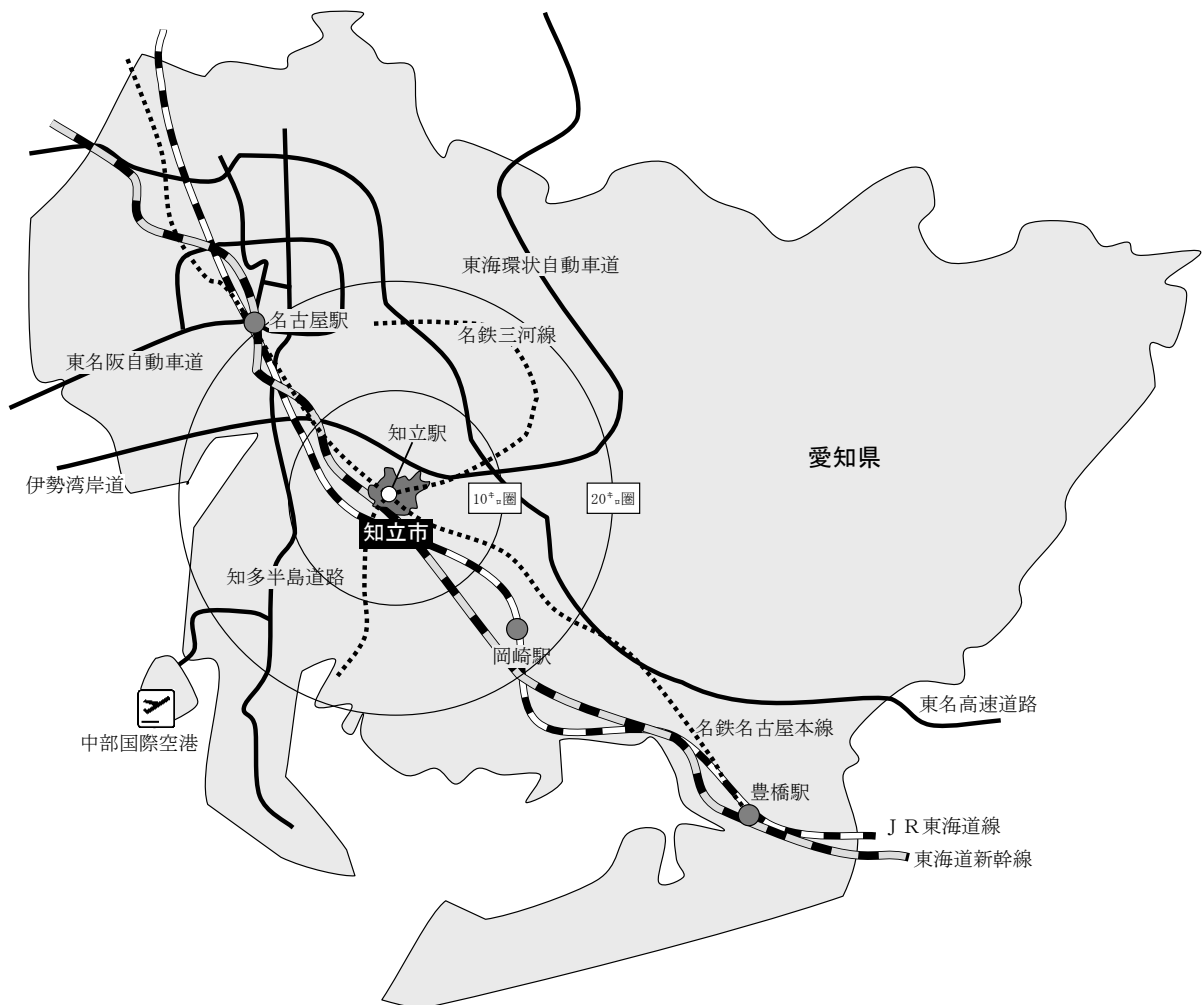 東海環状自動車道
名古屋駅
名鉄三河線
東名阪自動車道
知立駅
愛知県
伊勢湾岸道
10㌔圏
20㌔圏
知立市
知多半島道路
岡崎駅
東名高速道路
名鉄名古屋本線
中部国際空港
豊橋駅
ＪＲ東海道線
東海道新幹線